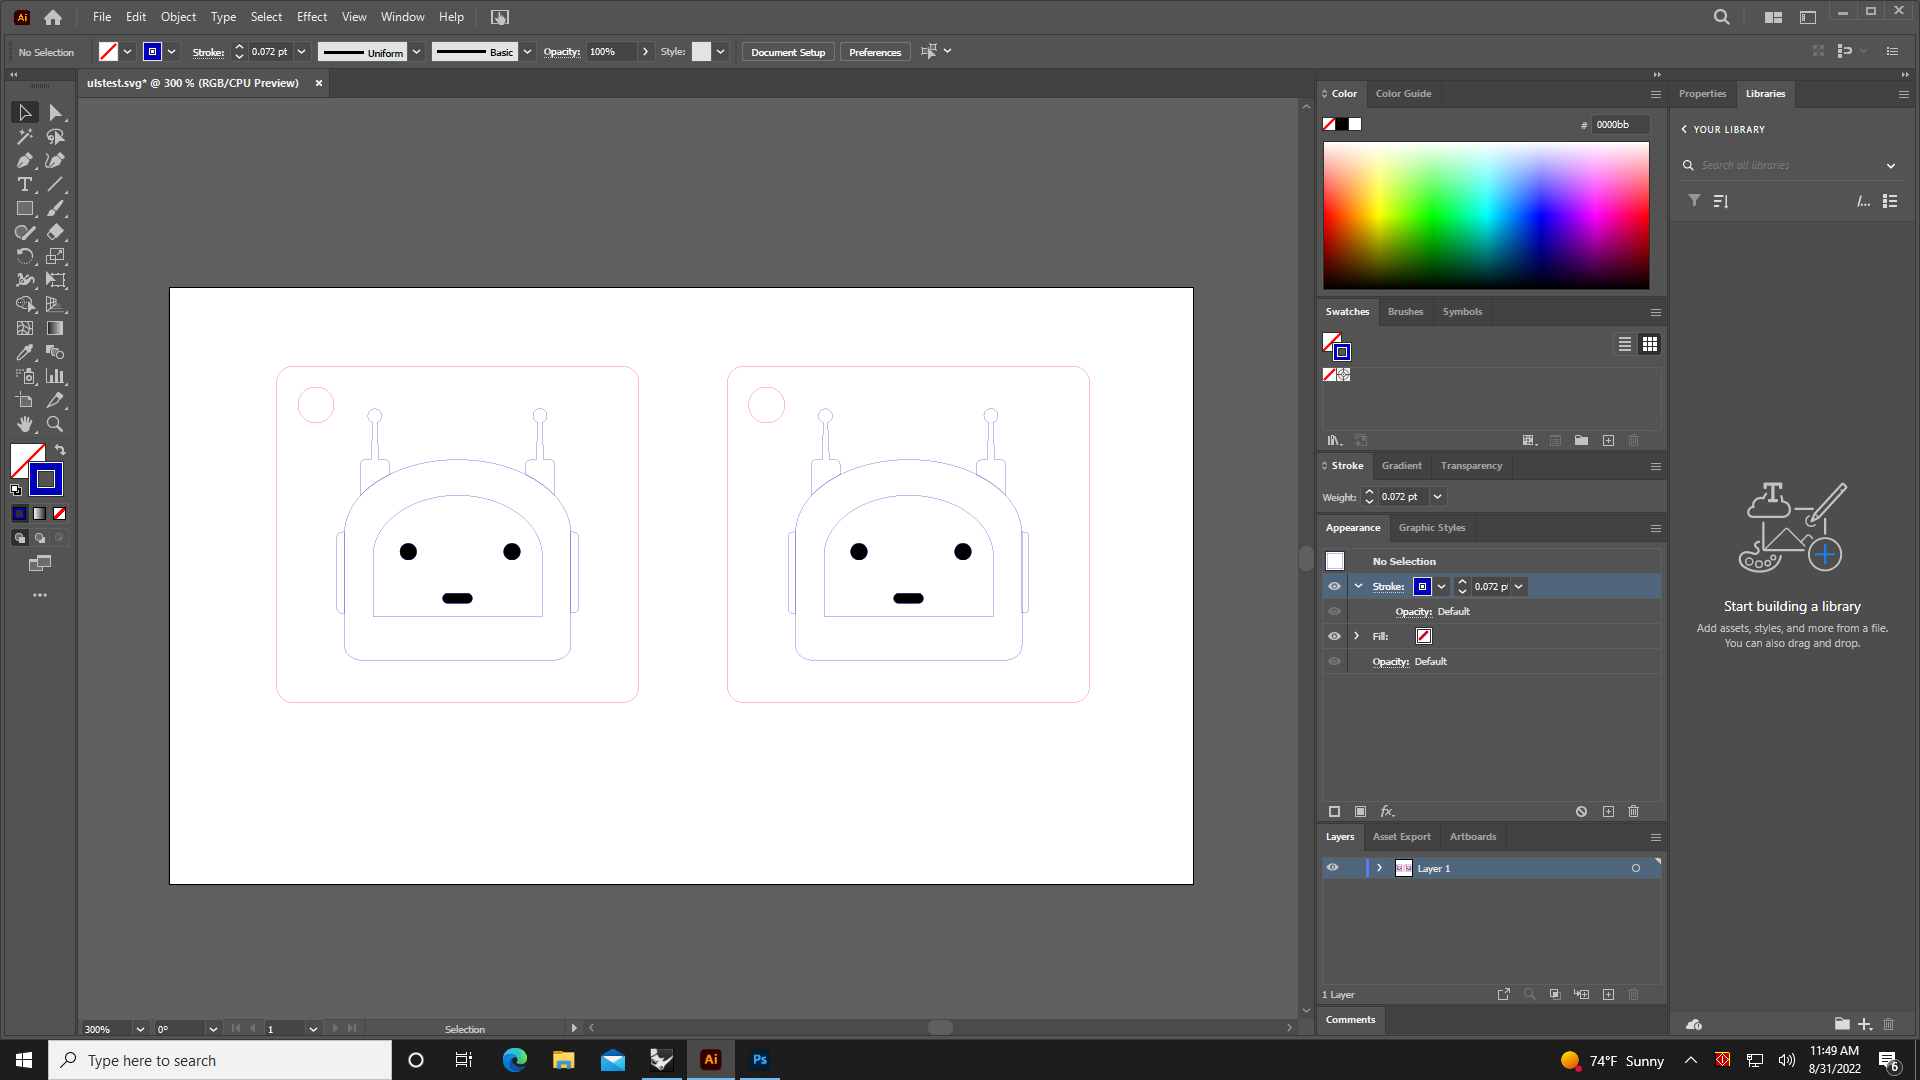 Ai File Edit Object Type Select Effect View Window Help
No Selection Stroke: 0.072 pt Uniform Basic Opacity: 100% Style: Document Setup Preferences
ulstest.svg* @ 300 % (RGB/CPU Preview)
Color Color Guide
# 0000bb
Swatches Brushes Symbols
Stroke Gradient Transparency
Weight: 0.072 pt
Appearance Graphic Styles
No Selection
Stroke: 0.072 p
Opacity: Default
Fill:
Opacity: Default
fx
Layers Asset Export Artboards
Layer 1
1 Layer
Comments
Properties Libraries
YOUR LIBRARY
Search all libraries
/...
Start building a library
Add assets, styles, and more from a file.
You can also drag and drop.
300% 0° 1 Selection
Type here to search
Ai Ps
74°F Sunny
11:49 AM
8/31/2022
6